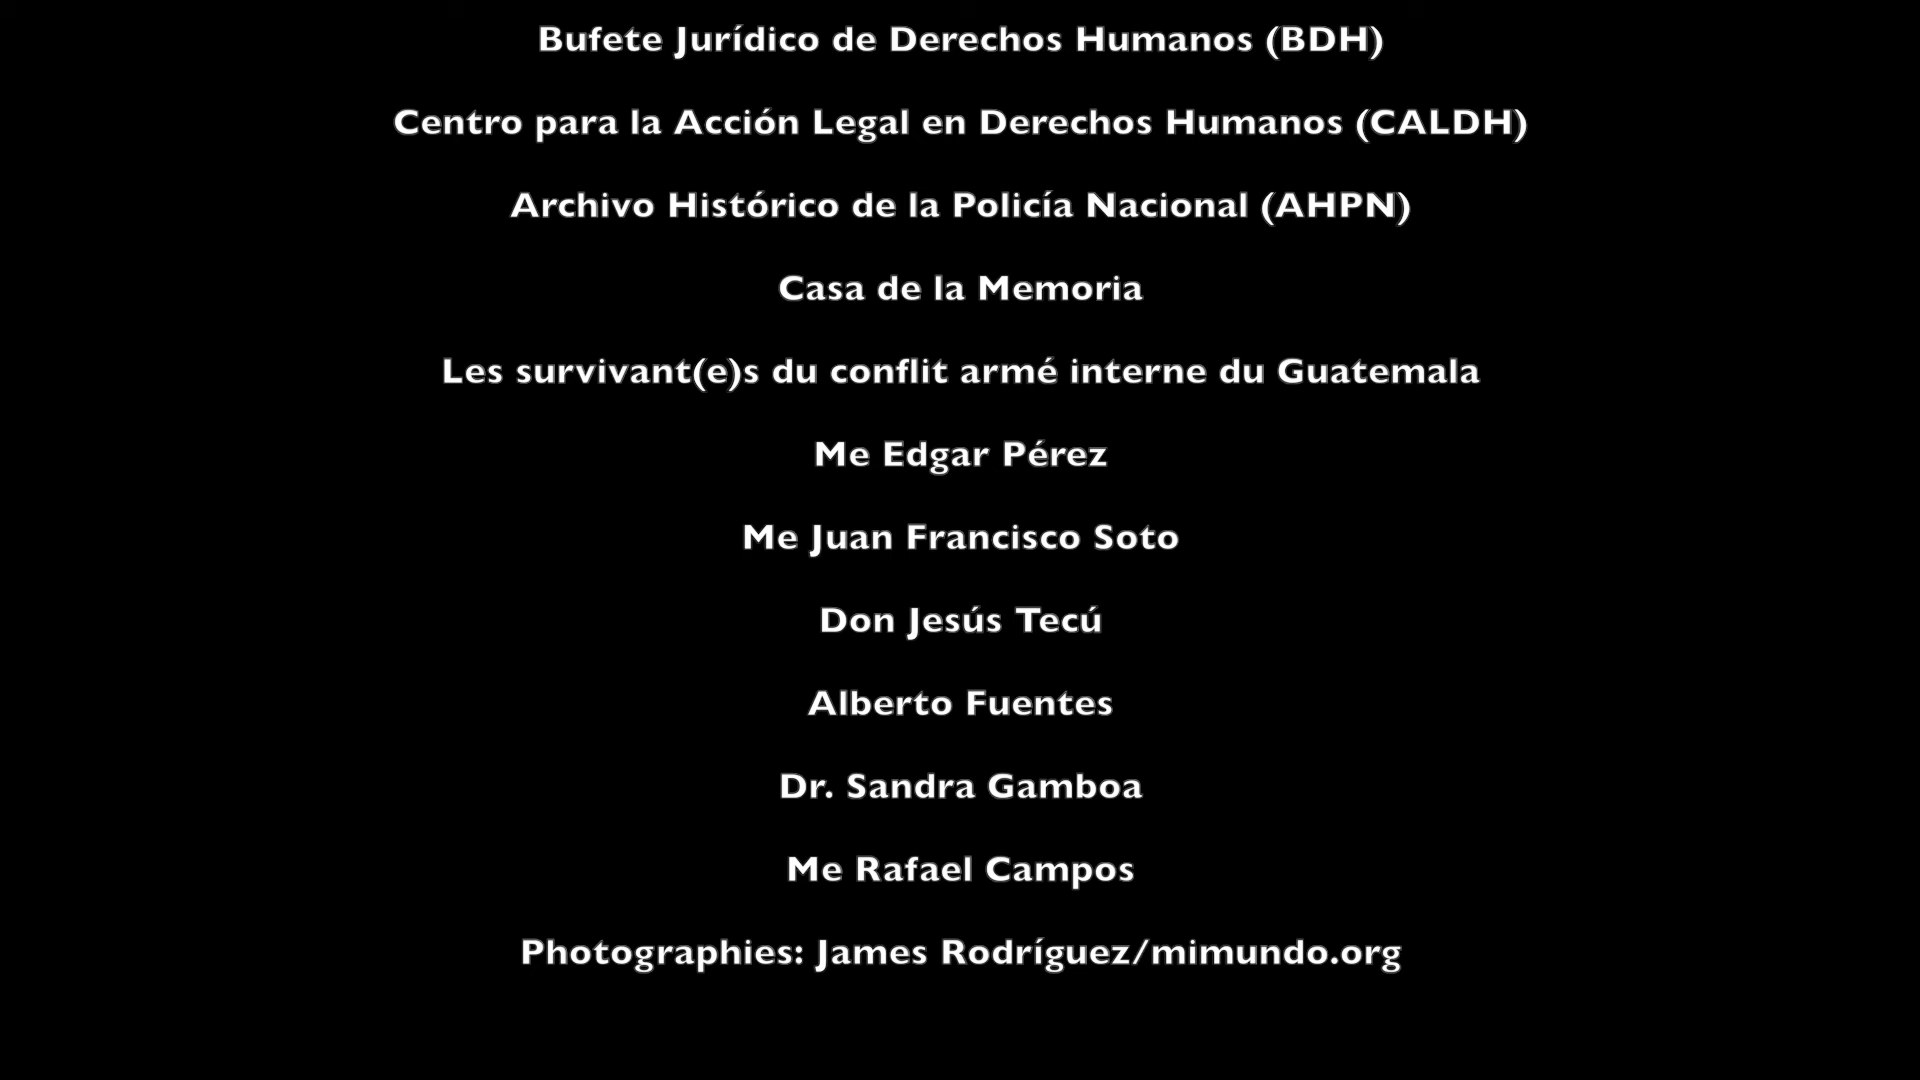 Bufete Jurídico de Derechos Humanos (BDH)
Centro para la Acción Legal en Derechos Humanos (CALDH)
Archivo Histórico de la Policía Nacional (AHPN)
Casa de la Memoria
Les survivant(e)s du conflit armé interne du Guatemala
Me Edgar Pérez
Me Juan Francisco Soto
Don Jesús Tecú
Alberto Fuentes
Dr. Sandra Gamboa
Me Rafael Campos
Photographies: James Rodríguez/mimundo.org